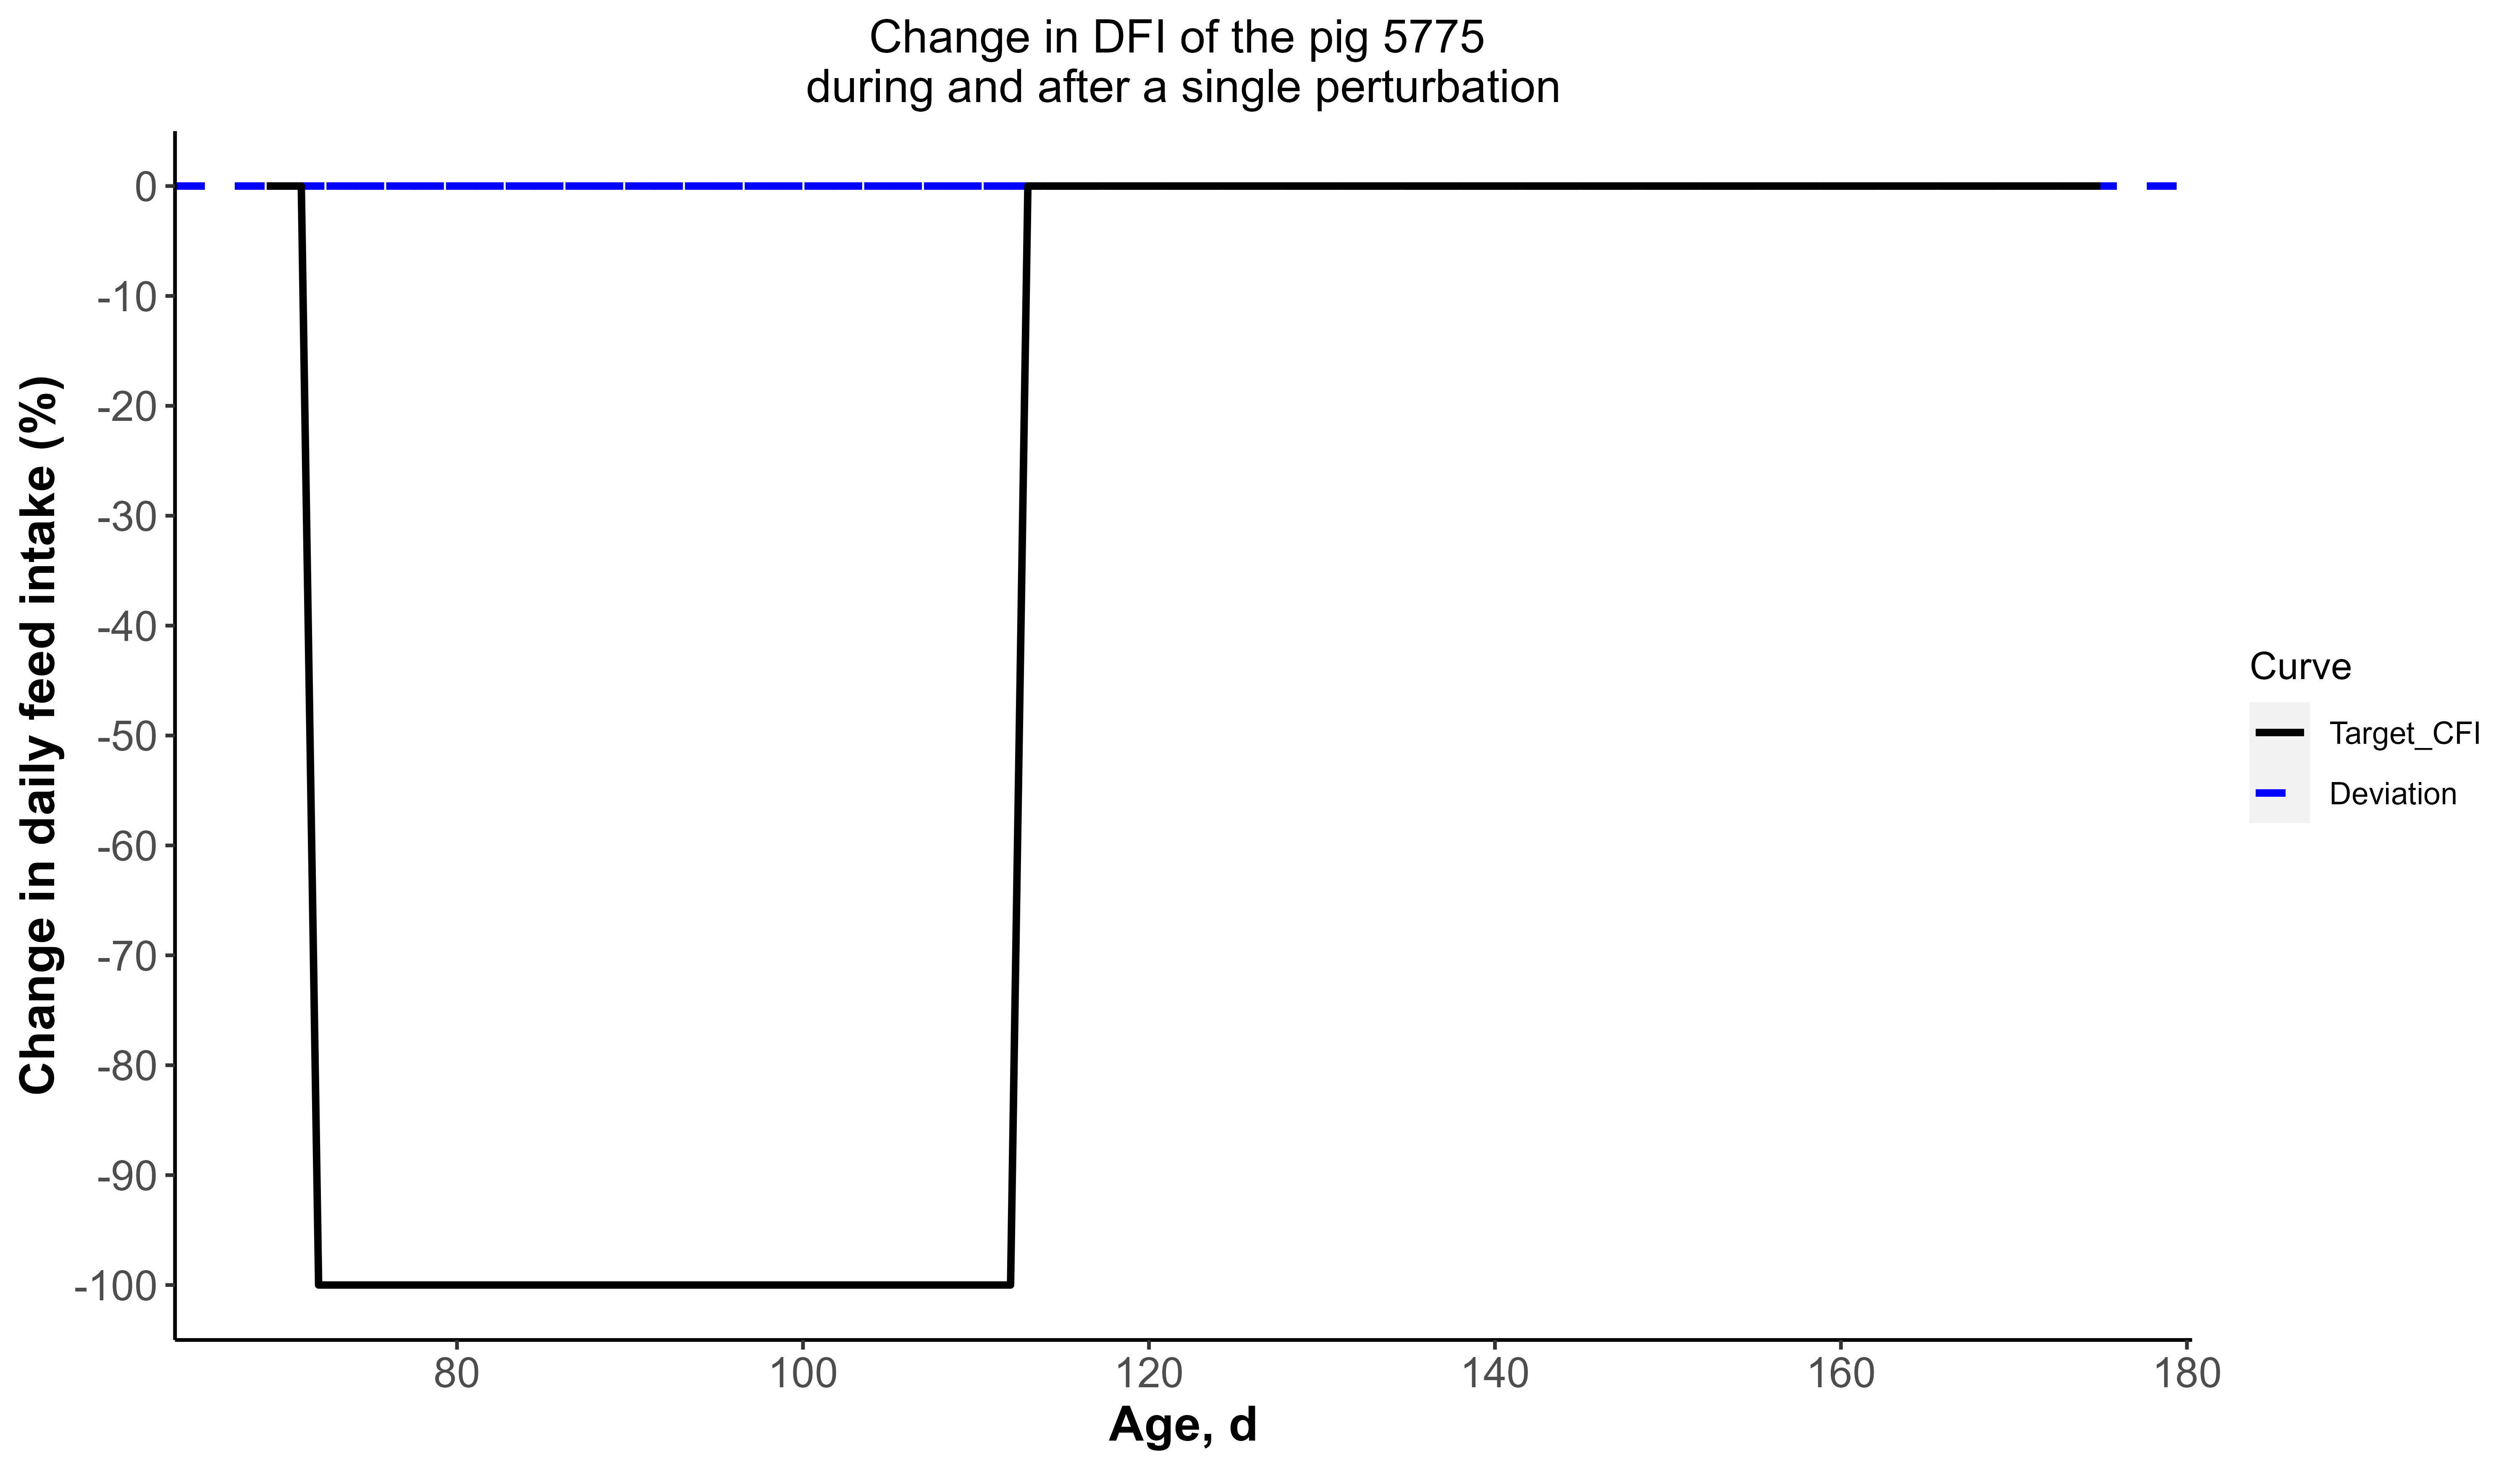 Change in DFI of the pig 5775
during and after a single perturbation
Change in daily feed intake (%)
0
-10
-20
-30
-40
-50
-60
-70
-80
-90
-100
80
100
120
140
160
180
Age, d
Curve
Target_CFI
Deviation